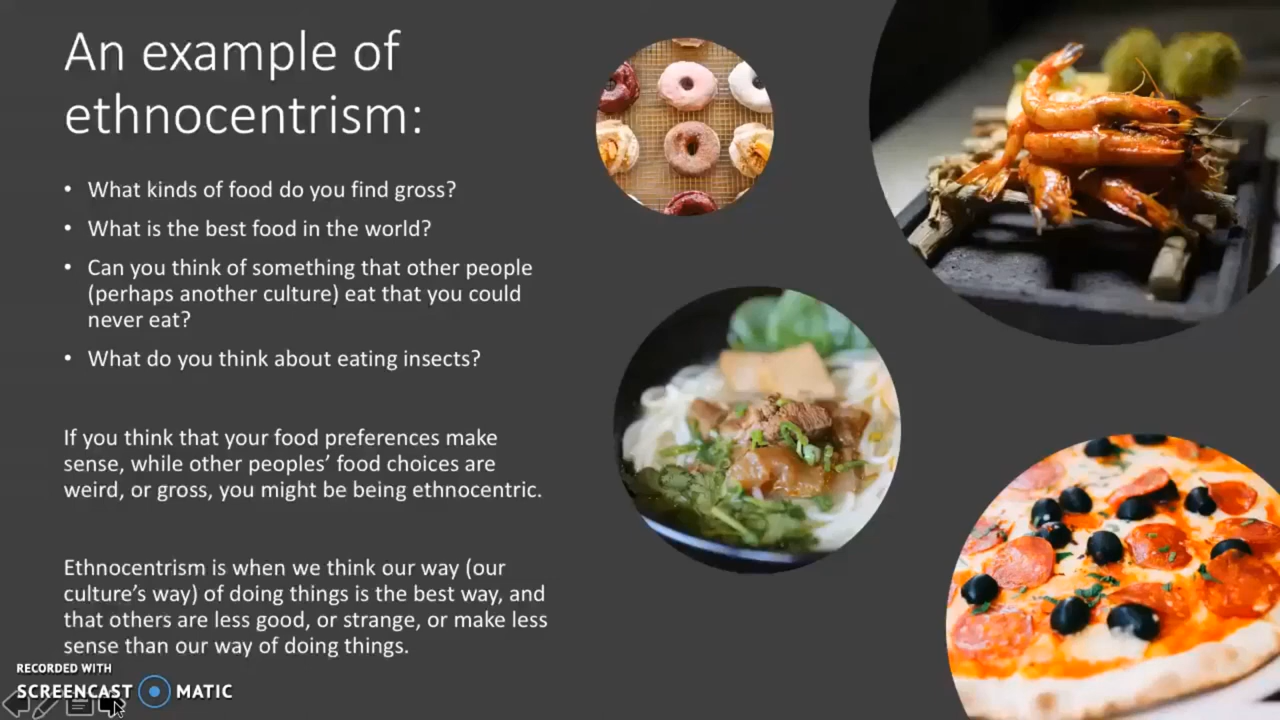 An example of
ethnocentrism:
• What kinds of food do you find gross?
• What is the best food in the world?
• Can you think of something that other people
(perhaps another culture) eat that you could
never eat?
• What do you think about eating insects?
If you think that your food preferences make
sense, while other peoples’ food choices are
weird, or gross, you might be being ethnocentric.
Ethnocentrism is when we think our way (our
culture’s way) of doing things is the best way, and
that others are less good, or strange, or make less
sense than our way of doing things.
RECORDED WITH
SCREENCAST MATIC